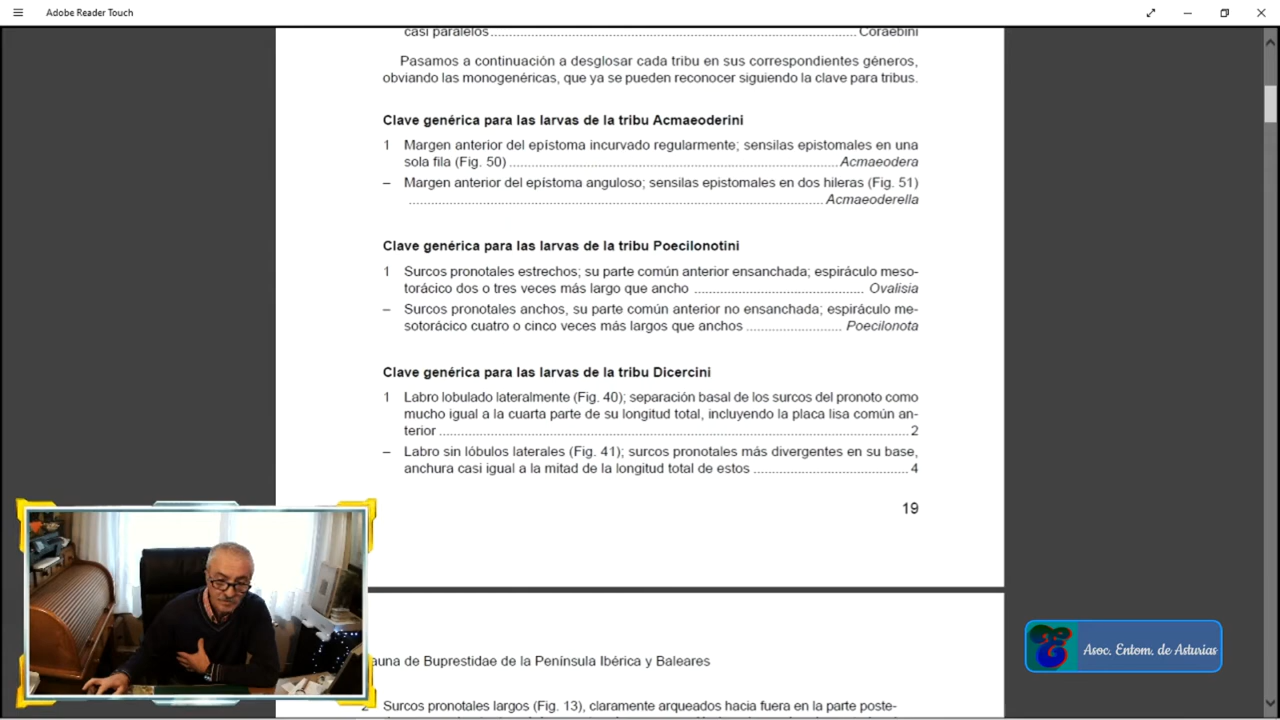 Adobe Reader Touch
casi paralelos.......................................................................................................Coraebini
Pasamos a continuación a desglosar cada tribu en sus correspondientes géneros,
obviando las monogenéricas, que ya se pueden reconocer siguiendo la clave para tribus.
Clave genérica para las larvas de la tribu Acmaeoderini
1 Margen anterior del epístoma incurvado regularmente; sensilas epistomales en una
sola fila (Fig. 50) ...............................................................................Acmaeodera
– Margen anterior del epístoma anguloso; sensilas epistomales en dos hileras (Fig. 51)
....................................................................................................Acmaeoderella
Clave genérica para las larvas de la tribu Poecilonotini
1 Surcos pronotales estrechos; su parte común anterior ensanchada; espiráculo meso-
torácico dos o tres veces más largo que ancho ......................................... Ovalisia
– Surcos pronotales anchos, su parte común anterior no ensanchada; espiráculo me-
sotorácico cuatro o cinco veces más largos que anchos ....................... Poecilonota
Clave genérica para las larvas de la tribu Dicercini
1 Labro lobulado lateralmente (Fig. 40); separación basal de los surcos del pronoto como
mucho igual a la cuarta parte de su longitud total, incluyendo la placa lisa común an-
terior ..................................................................................................................2
– Labro sin lóbulos laterales (Fig. 41); surcos pronotales más divergentes en su base,
anchura casi igual a la mitad de la longitud total de estos .....................................4
19
auna de Buprestidae de la Península Ibérica y Baleares
Asoc. Entom. de Asturias
2 Surcos pronotales largos (Fig. 13), claramente arqueados hacia fuera en la parte poste-